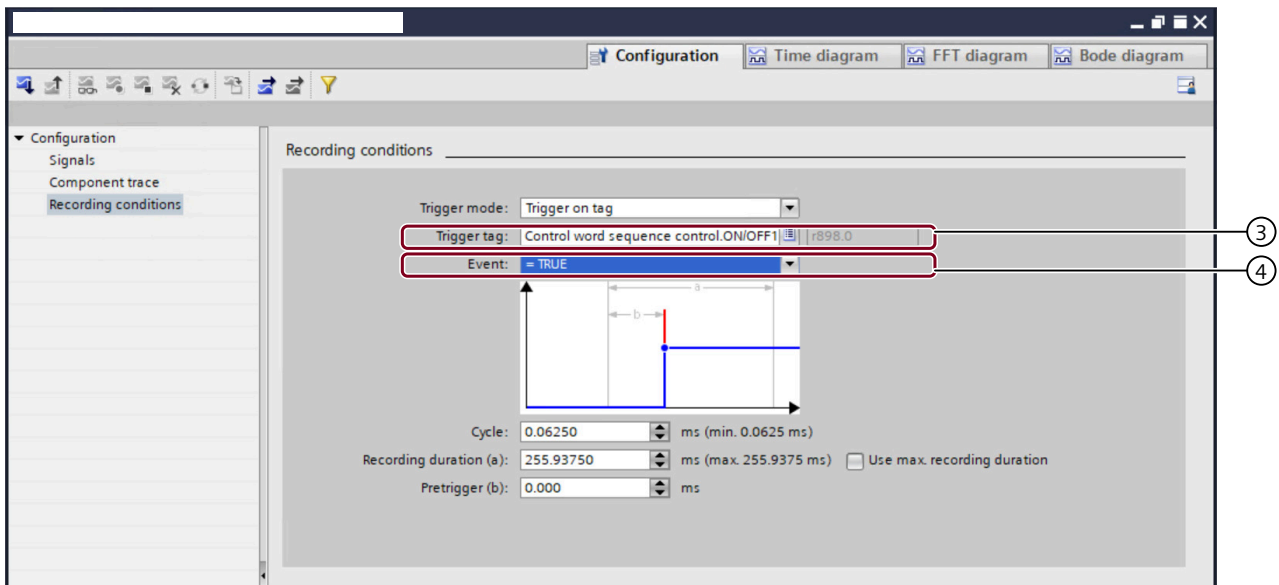 Configuration Time diagram FFT diagram Bode diagram
Configuration
Signals
Component trace
Recording conditions
Recording conditions
Trigger mode: Trigger on tag
Trigger tag: Control word sequence control.ON/OFF1 r898.0
3
Event: = TRUE
4
a
b
Cycle: 0.06250 ms (min. 0.0625 ms)
Recording duration (a): 255.93750 ms (max. 255.9375 ms) Use max. recording duration
Pretrigger (b): 0.000 ms